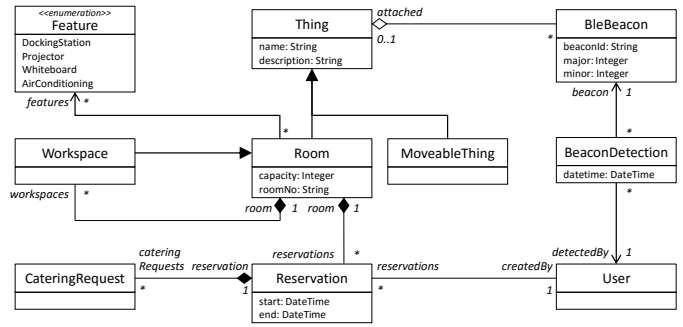 <<enumeration>>
Feature
DockingStation
Projector
Whiteboard
AirConditioning
features
*
Thing
name: String
description: String
attached
0..1
*
BleBeacon
beaconId: String
major: Integer
minor: Integer
beacon
1
*
Workspace
workspaces
*
*
Room
capacity: Integer
roomNo: String
room
1
room
1
MoveableThing
*
BeaconDetection
datetime: DateTime
*
catering
Requests
*
reservation
1
reservations
*
reservations
*
createdBy
1
detectedBy
1
CateringRequest
Reservation
start: DateTime
end: DateTime
User